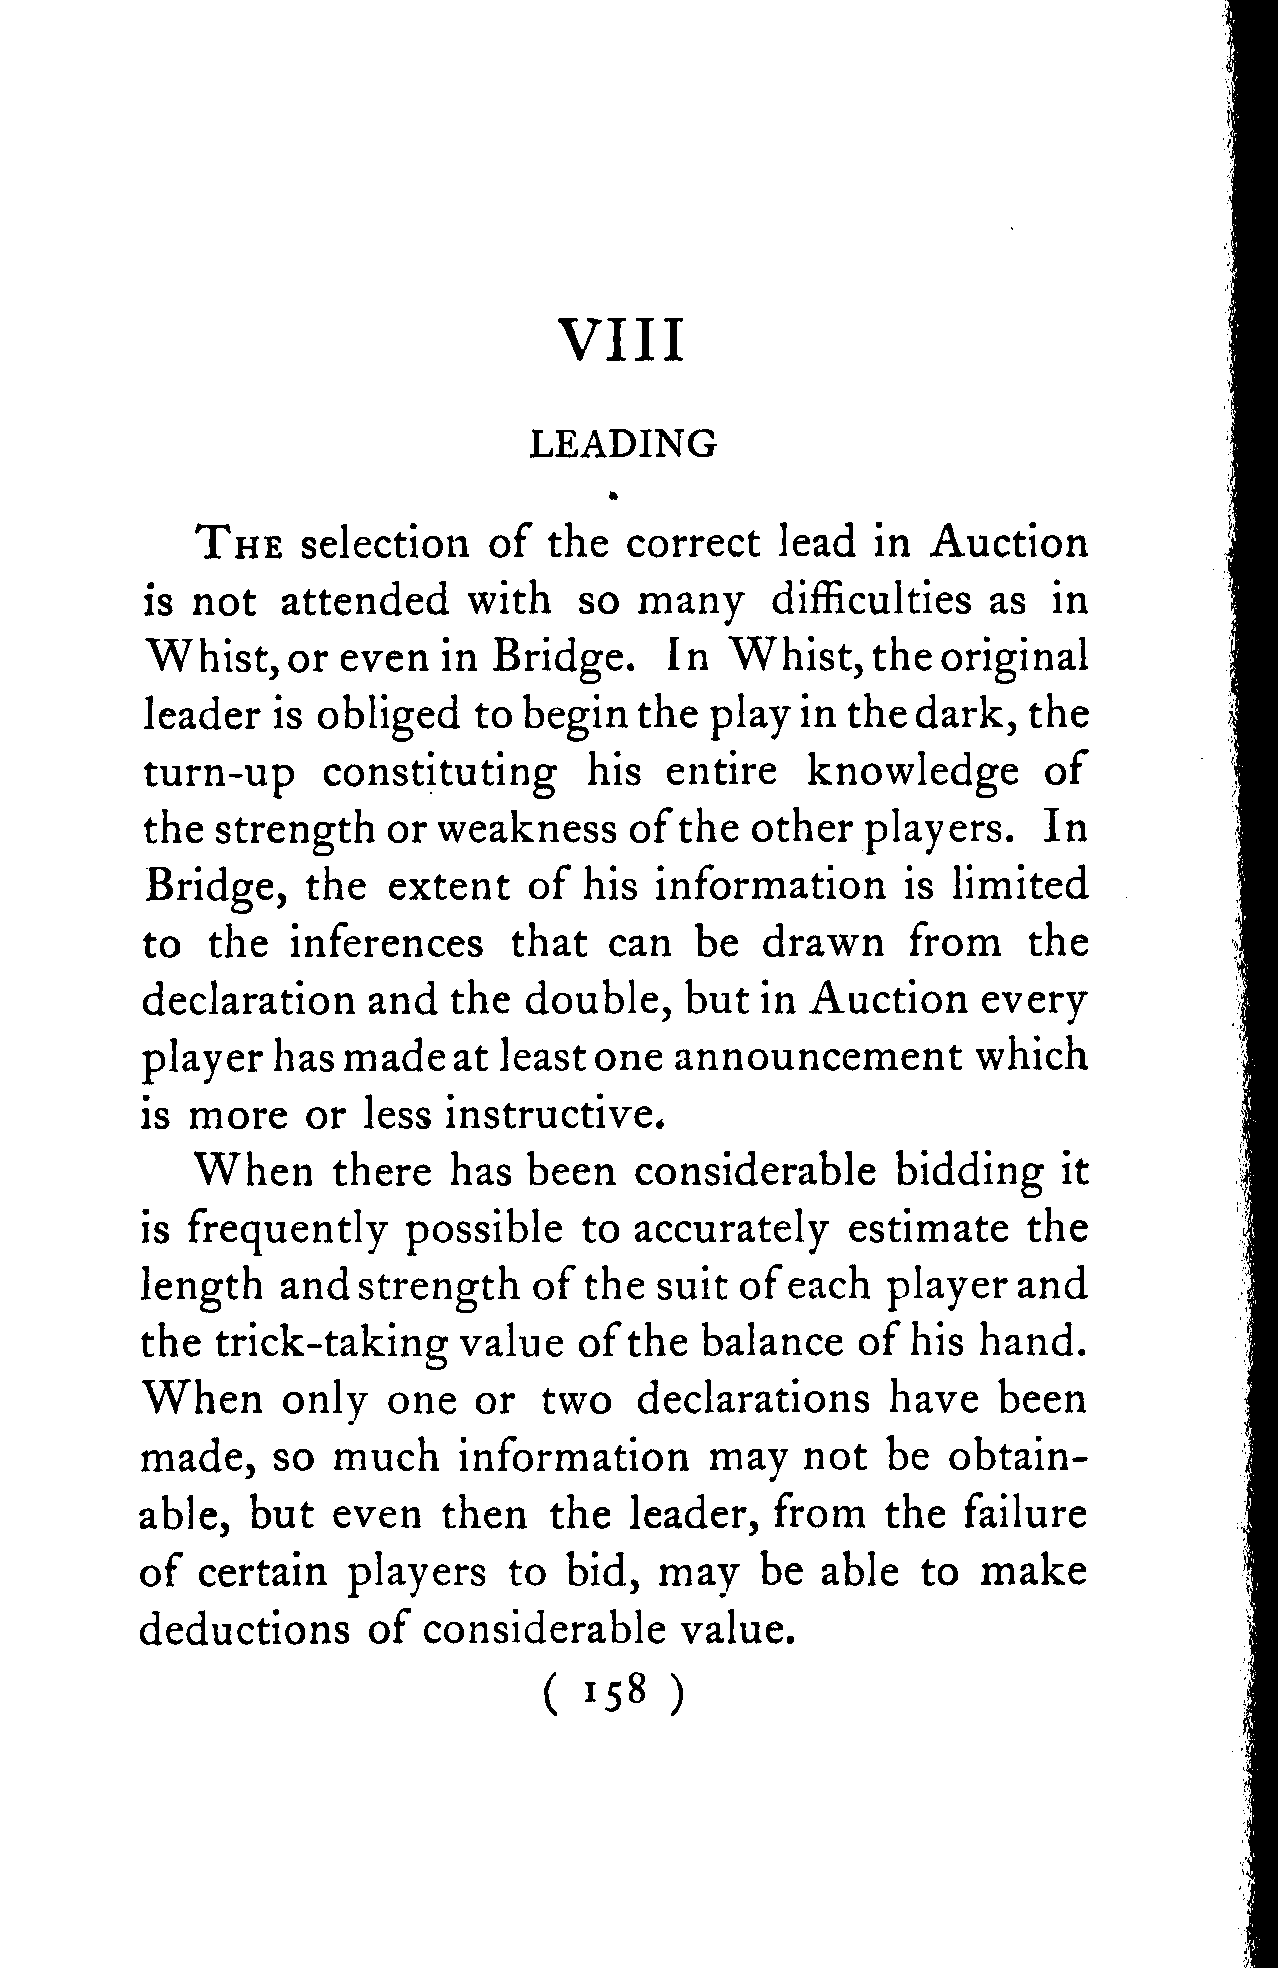 VIII
LEADING
THE selection of the correct lead in Auction
is not attended with so many difficulties as in
Whist, or even in Bridge. In Whist, the original
leader is obliged to begin the play in the dark, the
turn-up constituting his entire knowledge of
the strength or weakness of the other players. In
Bridge, the extent of his information is limited
to the inferences that can be drawn from the
declaration and the double, but in Auction every
player has made at least one announcement which
is more or less instructive.
When there has been considerable bidding it
is frequently possible to accurately estimate the
length and strength of the suit of each player and
the trick-taking value of the balance of his hand.
When only one or two declarations have been
made, so much information may not be obtain-
able, but even then the leader, from the failure
of certain players to bid, may be able to make
deductions of considerable value.
( 158 )